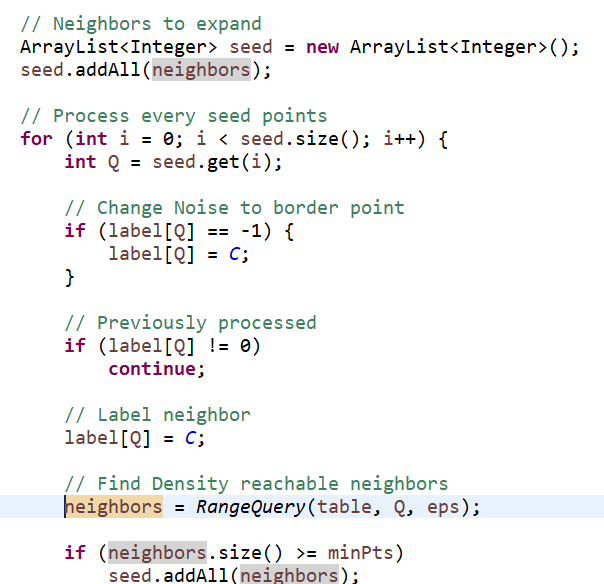 // Neighbors to expand
ArrayList<Integer> seed = new ArrayList<Integer>();
seed.addAll(neighbors);
// Process every seed points
for (int i = 0; i < seed.size(); i++) {
int Q = seed.get(i);
// Change Noise to border point
if (label[Q] == -1) {
label[Q] = C;
}
// Previously processed
if (label[Q] != 0)
continue;
// Label neighbor
label[Q] = C;
// Find Density reachable neighbors
neighbors = RangeQuery(table, Q, eps);
if (neighbors.size() >= minPts)
seed.addAll(neighbors);